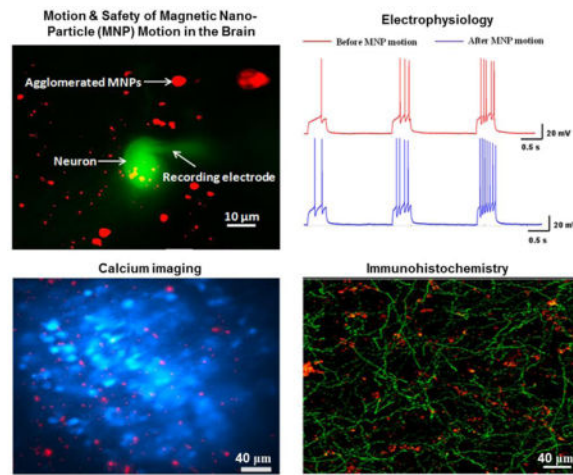 Motion & Safety of Magnetic Nano-
Particle (MNP) Motion in the Brain
Agglomerated MNPs
Neuron
Recording electrode
10 μm
Electrophysiology
Before MNP motion
After MNP motion
20 mV
0.5 s
20 mV
0.5 s
Calcium imaging
40 μm
Immunohistochemistry
40 μm